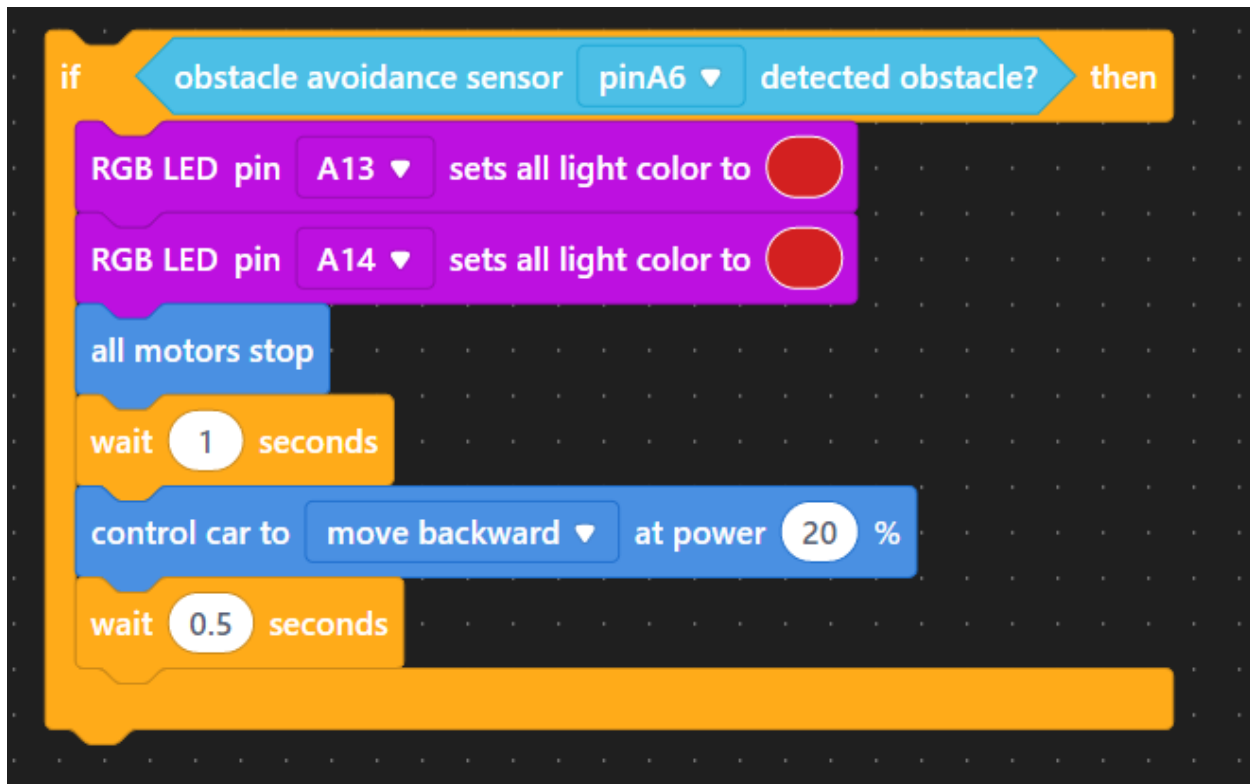 if obstacle avoidance sensor pinA6 detected obstacle? then
RGB LED pin A13 sets all light color to
RGB LED pin A14 sets all light color to
all motors stop
wait 1 seconds
control car to move backward at power 20 %
wait 0.5 seconds